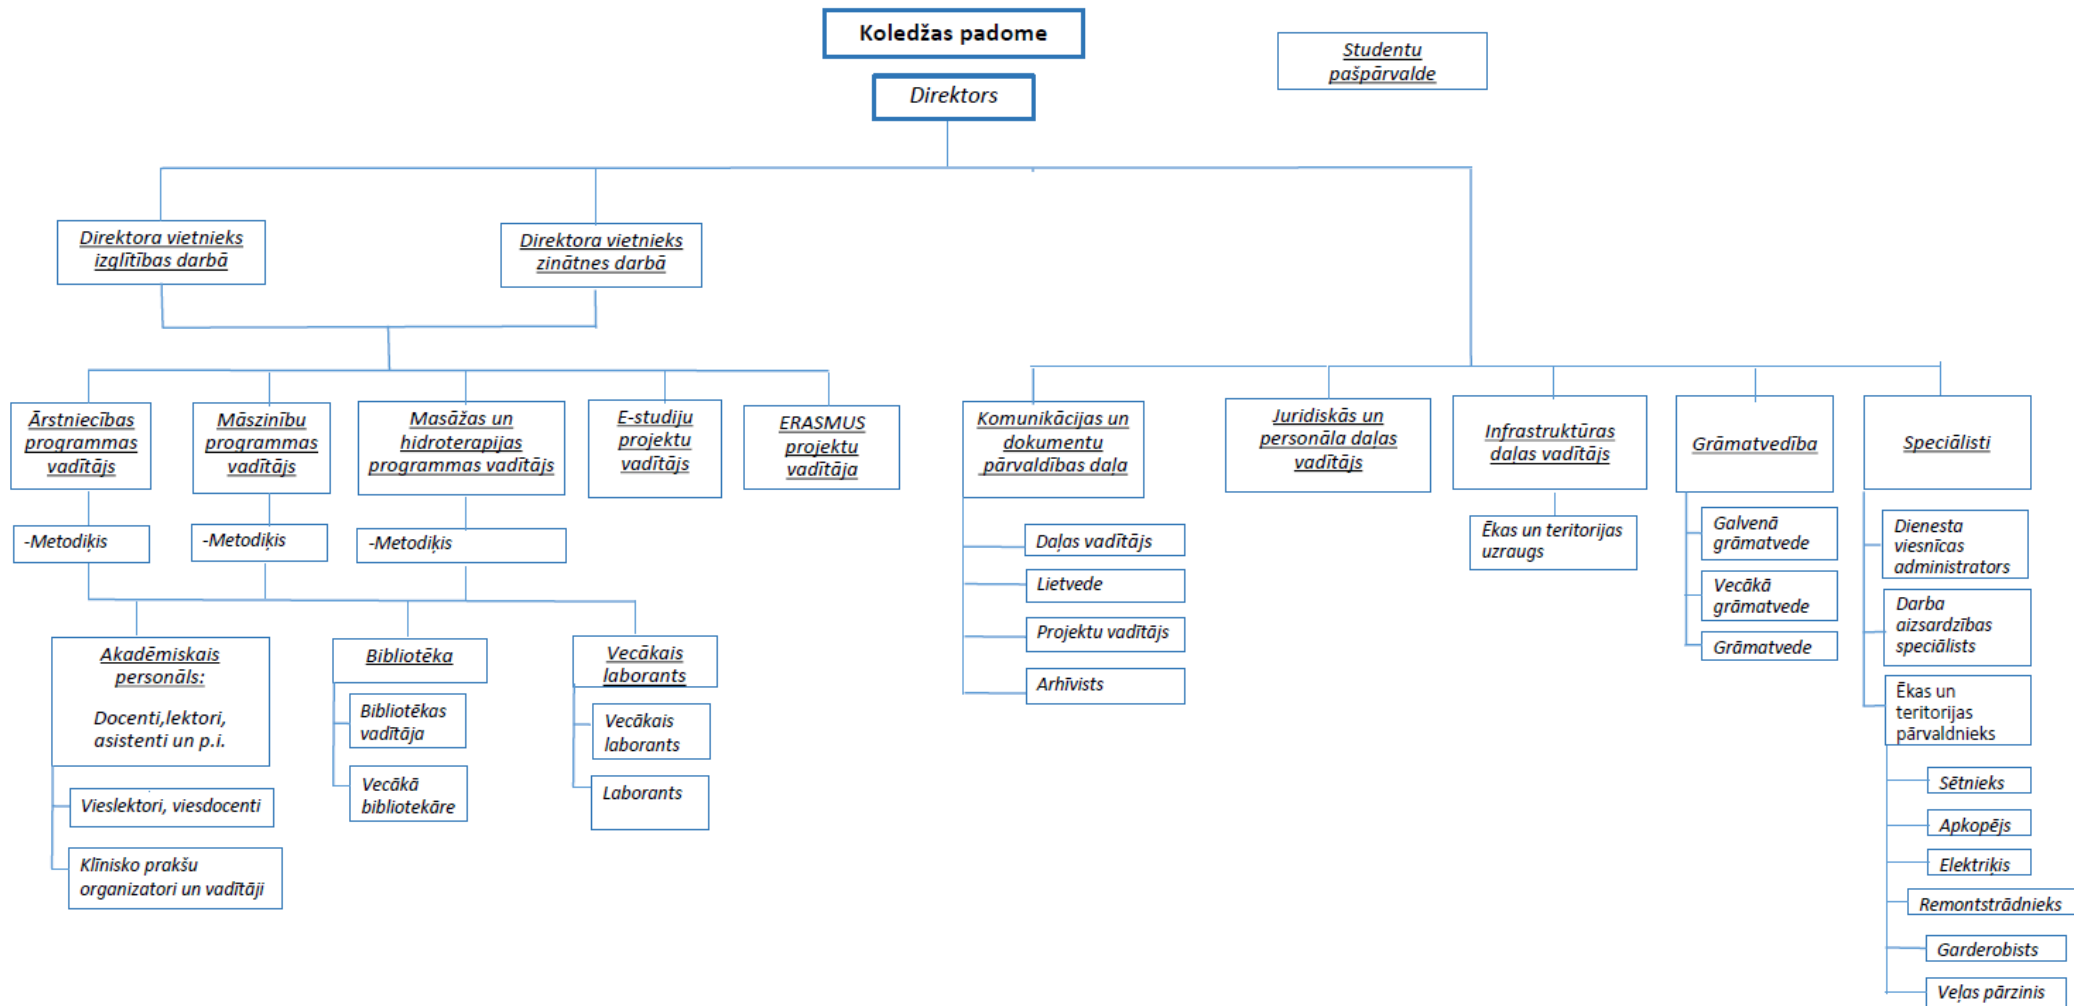 Koledžas padome
Studentu
pašpārvalde
Direktors
Direktora vietnieks
izglītības darbā
Direktora vietnieks
zinātnes darbā
Ārstniecības
programmas
vadītājs
Māszinību
programmas
vadītājs
Masāžas un
hidroterapijas
programmas vadītājs
E-studiju
projektu
vadītājs
ERASMUS
projektu
vadītāja
Komunikācijas un
dokumentu
pārvaldības daļa
Juridiskās un
personāla daļas
vadītājs
Infrastruktūras
daļas vadītājs
Grāmatvedība
Speciālisti
-Metodiķis
-Metodiķis
-Metodiķis
Daļas vadītājs
Lietvede
Projektu vadītājs
Arhīvists
Ēkas un teritorijas
uzraugs
Galvenā
grāmatvede
Vecākā
grāmatvede
Grāmatvede
Dienesta
viesnīcas
administrators
Darba
aizsardzības
speciālists
Ēkas un
teritorijas
pārvaldnieks
Sētnieks
Apkopējs
Elektriķis
Remontstrādnieks
Garderobists
Veļas pārzinis
Akadēmiskais
personāls:
Docenti,lektori,
asistenti un p.i.
Vieslektori, viesdocenti
Klīnisko prakšu
organizatori un vadītāji
Bibliotēka
Bibliotēkas
vadītāja
Vecākā
bibliotekāre
Vecākais
laborants
Vecākais
laborants
Laborants